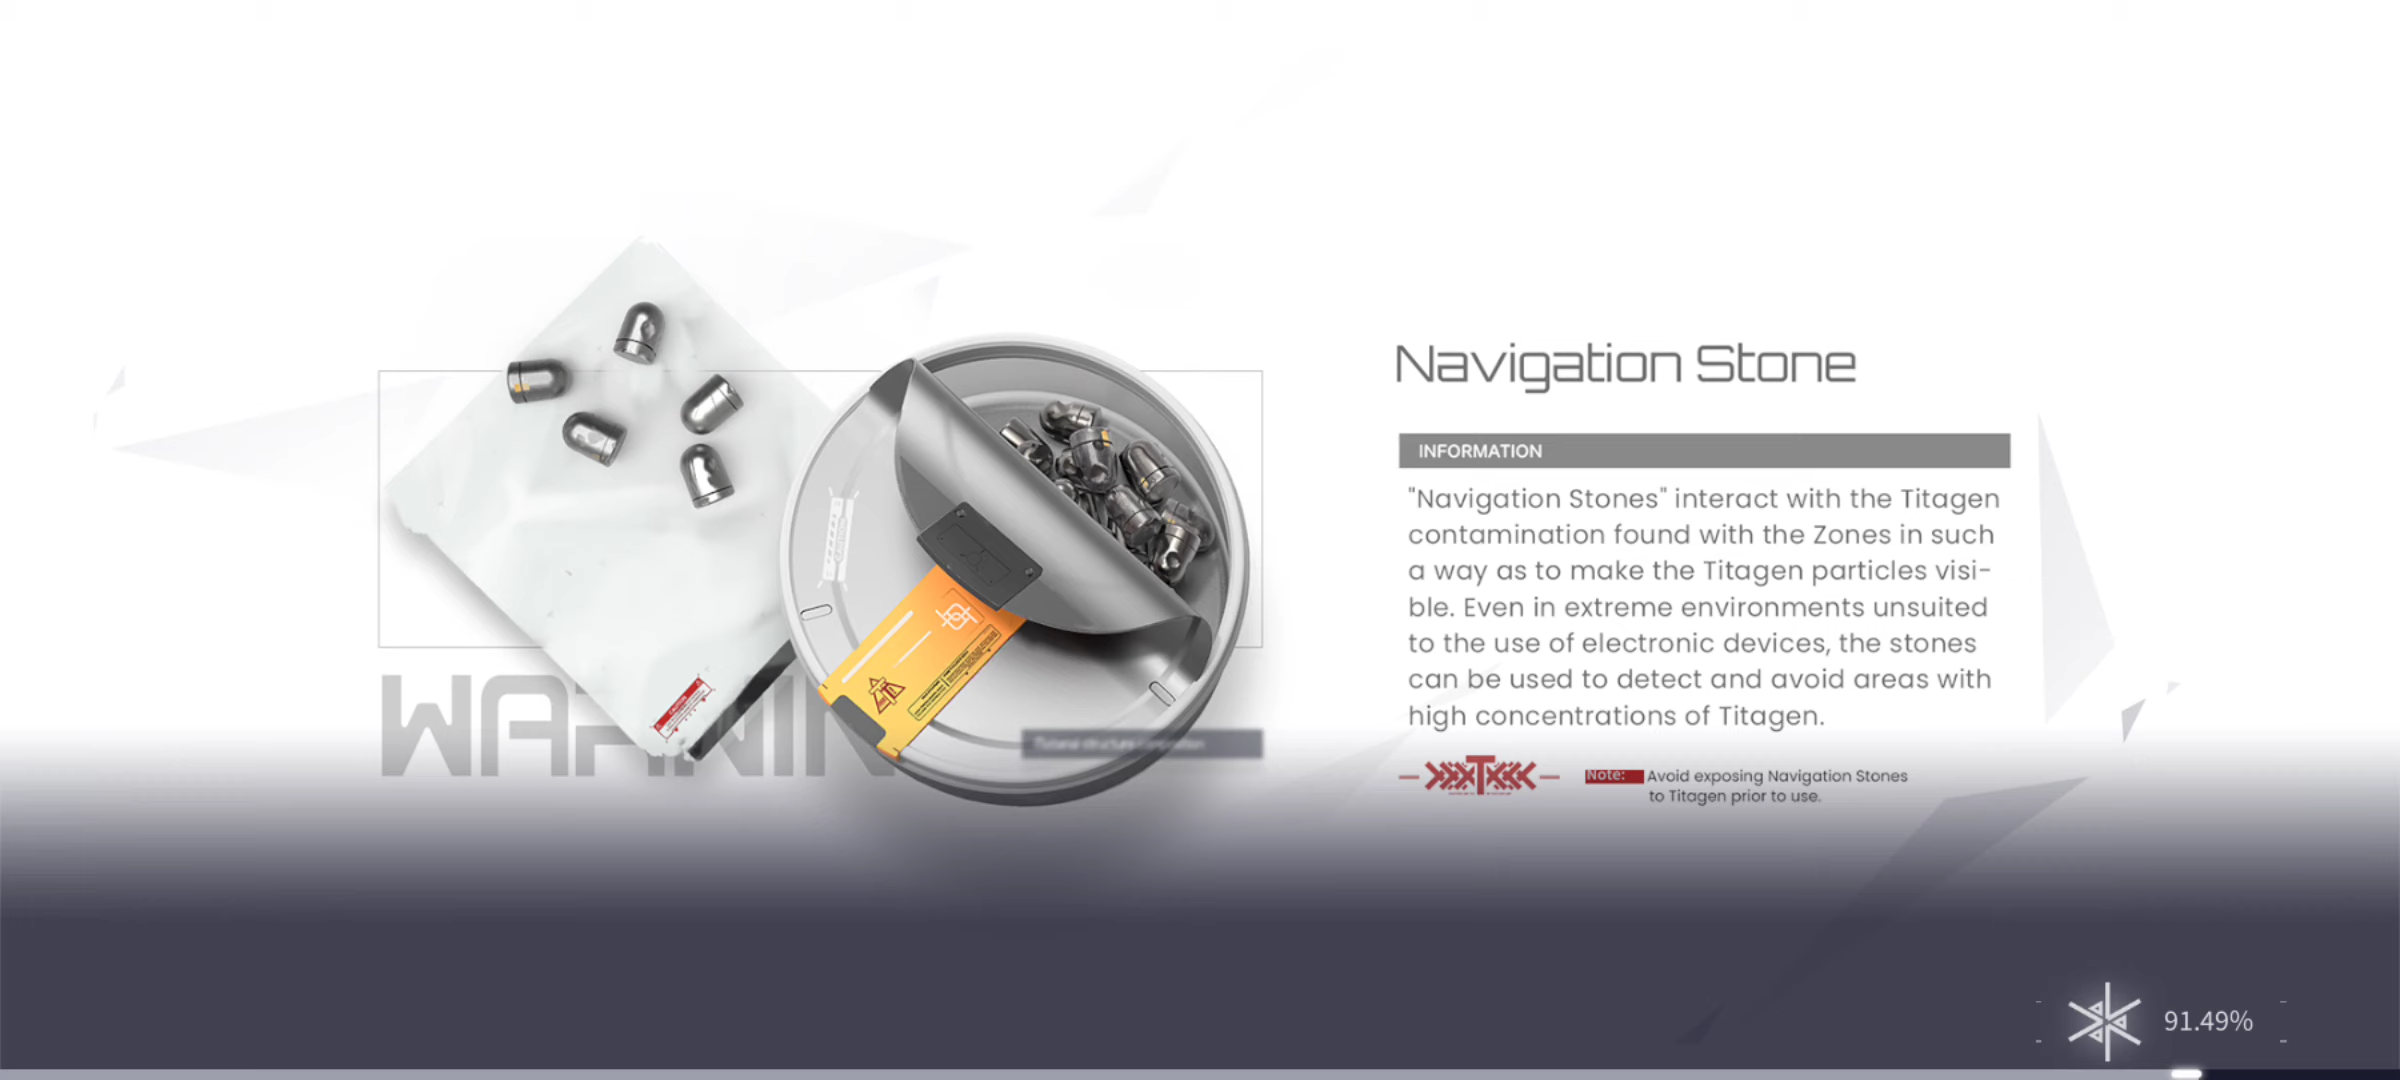 Navigation Stone
INFORMATION
"Navigation Stones" interact with the Titagen
contamination found with the Zones in such
a way as to make the Titagen particles visi-
ble. Even in extreme environments unsuited
to the use of electronic devices, the stones
can be used to detect and avoid areas with
high concentrations of Titagen.
Note: Avoid exposing Navigation Stones
to Titagen prior to use.
91.49%